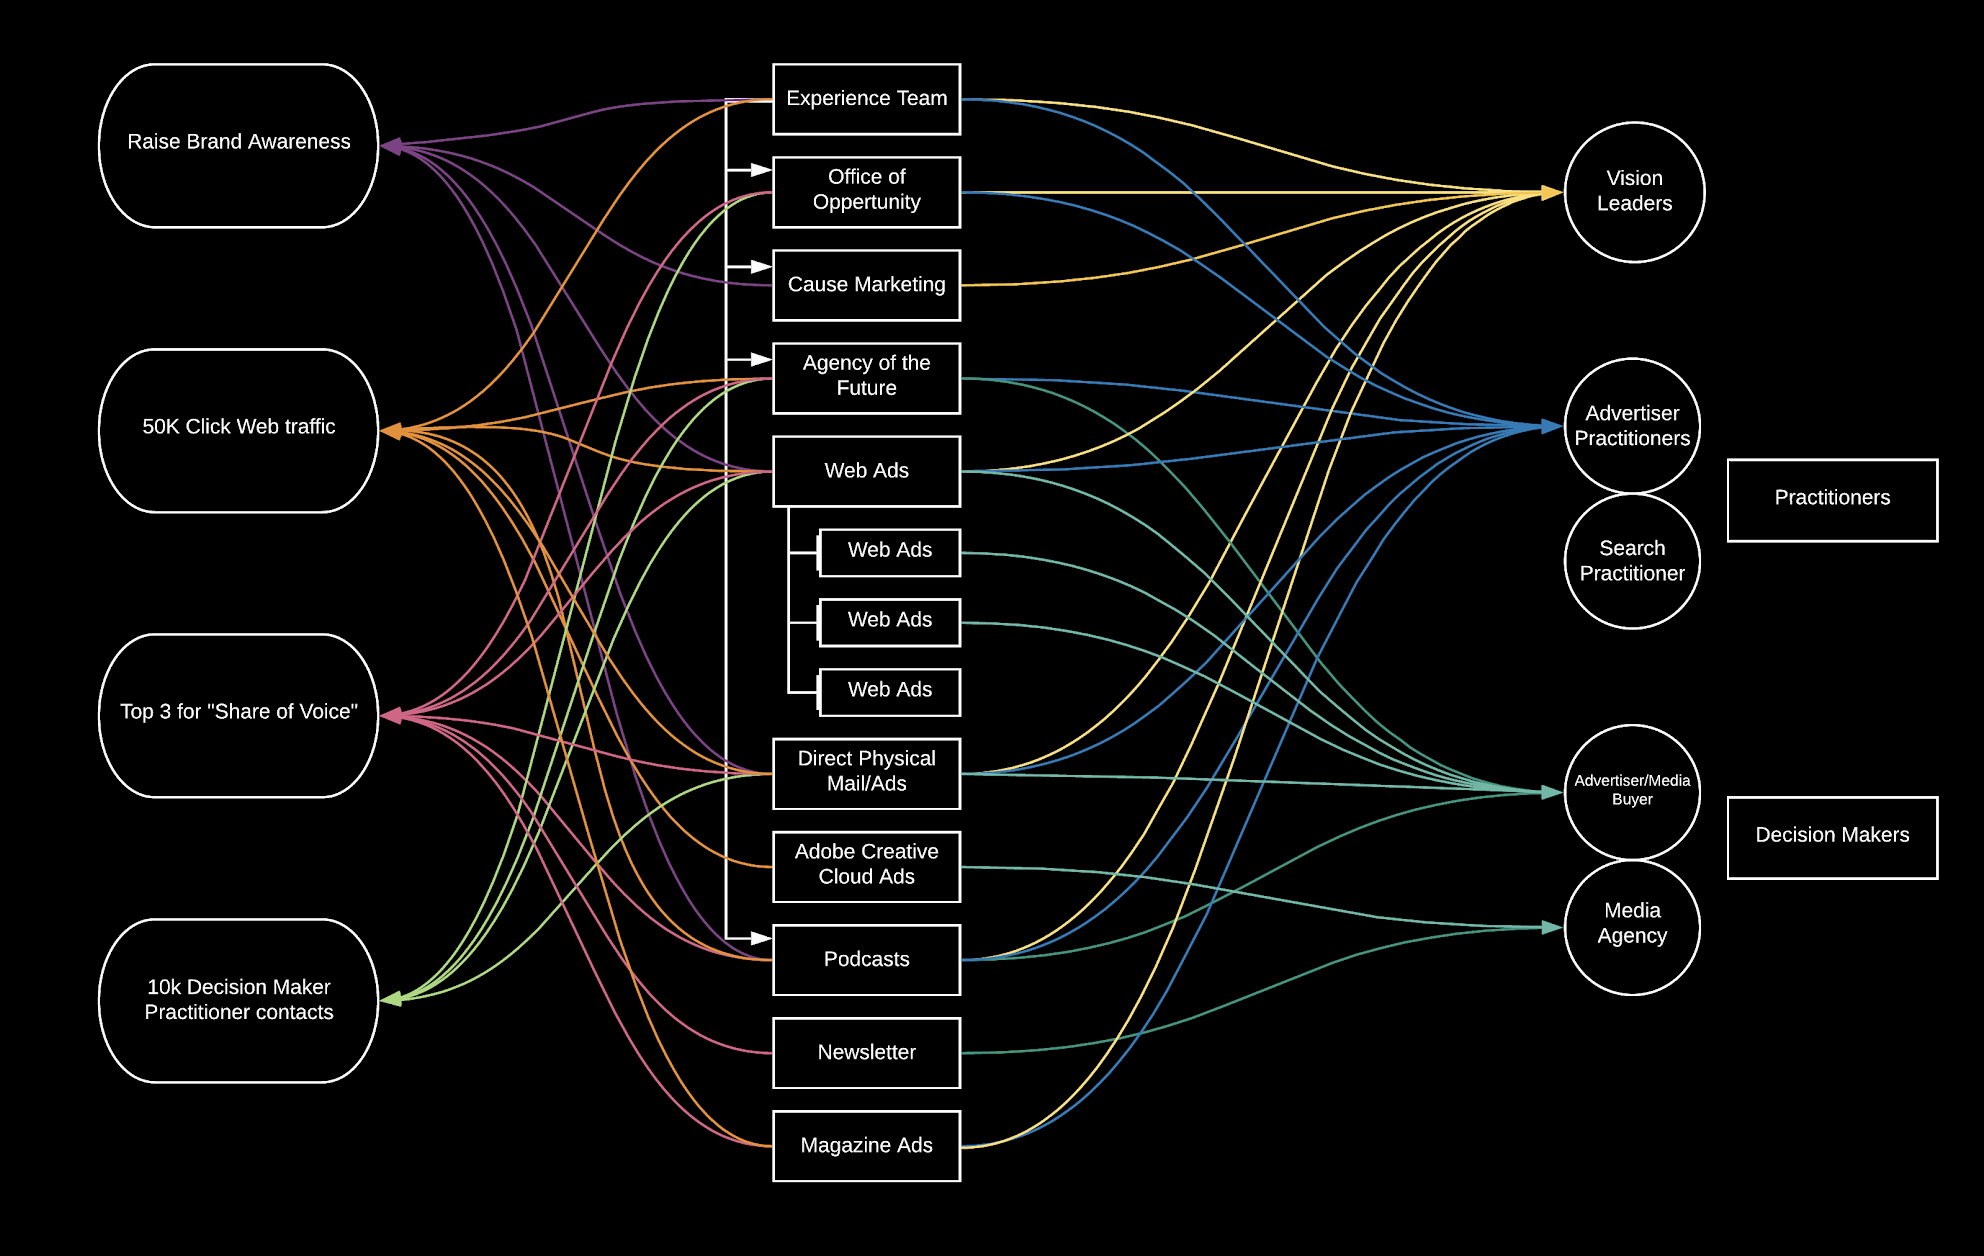 Raise Brand Awareness
50K Click Web traffic
Top 3 for "Share of Voice"
10k Decision Maker
Practitioner contacts
Experience Team
Office of
Oppertunity
Cause Marketing
Agency of the
Future
Web Ads
Web Ads
Web Ads
Web Ads
Direct Physical
Mail/Ads
Adobe Creative
Cloud Ads
Podcasts
Newsletter
Magazine Ads
Vision
Leaders
Advertiser
Practitioners
Search
Practitioner
Advertiser/Media
Buyer
Media
Agency
Practitioners
Decision Makers